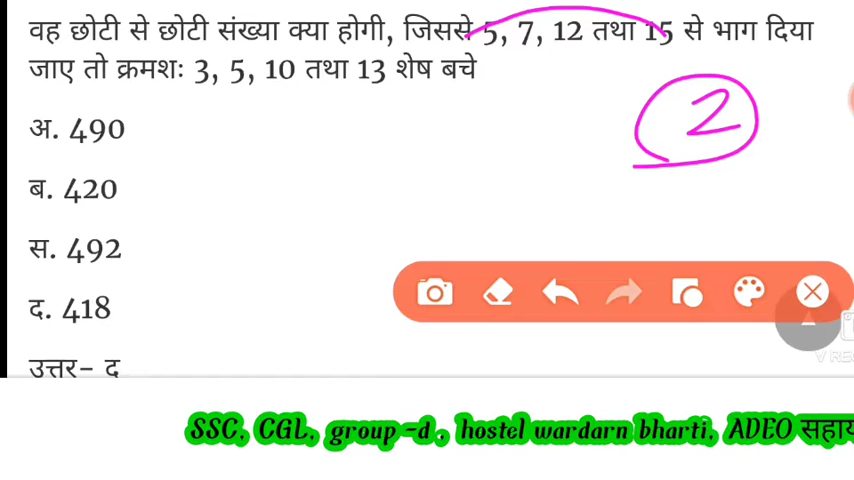 वह छोटी से छोटी संख्या क्या होगी, जिससे 5, 7, 12 तथा 15 से भाग दिया
जाए तो क्रमशः 3, 5, 10 तथा 13 शेष बचे
2
अ. 490
ब. 420
स. 492
द. 418
उत्तर- द
SSC, CGL, group -d , hostel wardarn bharti, ADEO